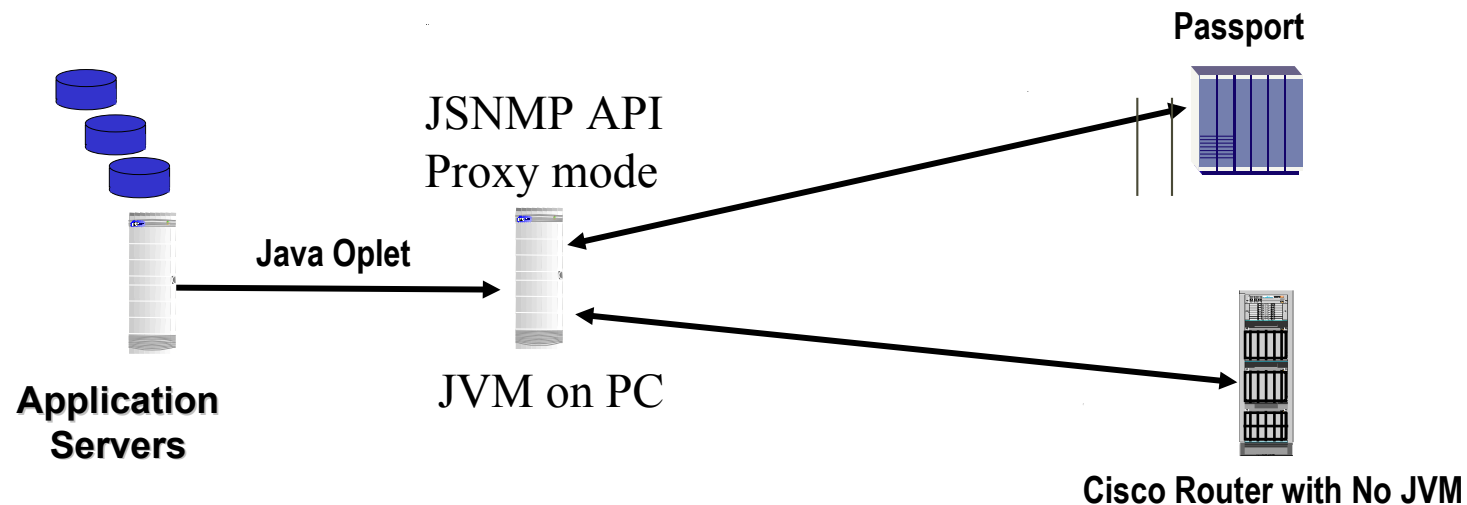 Passport
JSNMP API
Proxy mode
Java Oplet
JVM on PC
Application
Servers
Cisco Router with No JVM